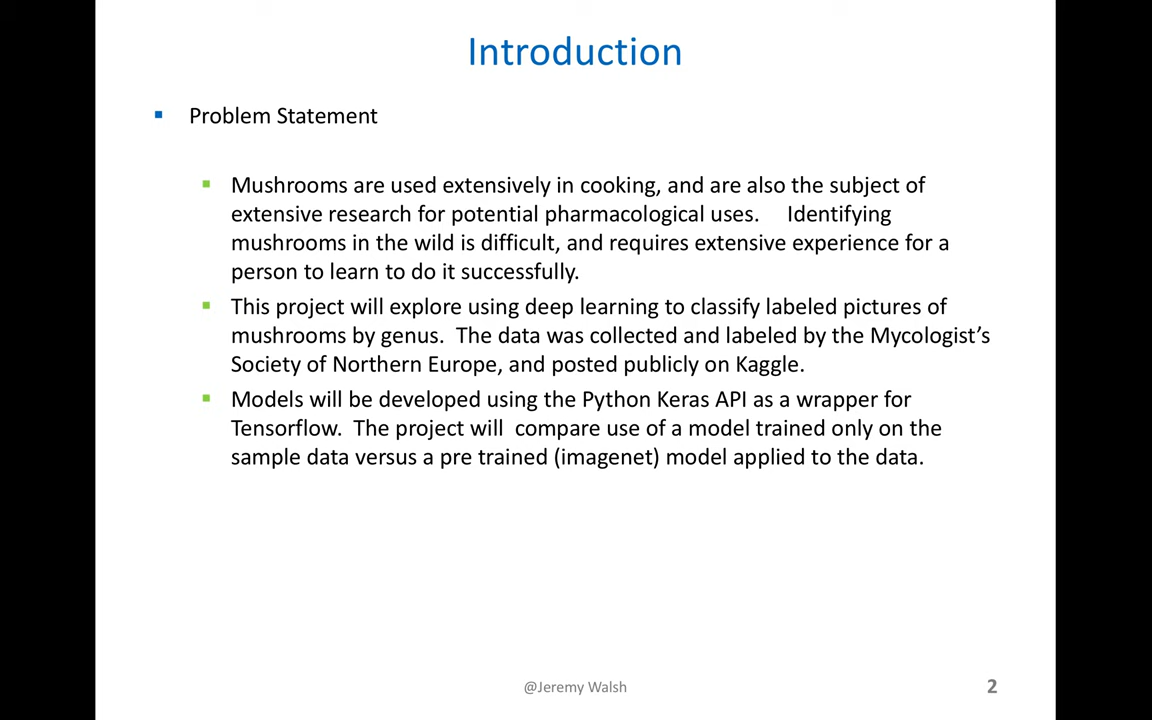 Introduction
Problem Statement
Mushrooms are used extensively in cooking, and are also the subject of
extensive research for potential pharmacological uses.    Identifying
mushrooms in the wild is difficult, and requires extensive experience for a
person to learn to do it successfully.
This project will explore using deep learning to classify labeled pictures of
mushrooms by genus.  The data was collected and labeled by the Mycologist’s
Society of Northern Europe, and posted publicly on Kaggle.
Models will be developed using the Python Keras API as a wrapper for
Tensorflow.  The project will  compare use of a model trained only on the
sample data versus a pre trained (imagenet) model applied to the data.
@Jeremy Walsh
2